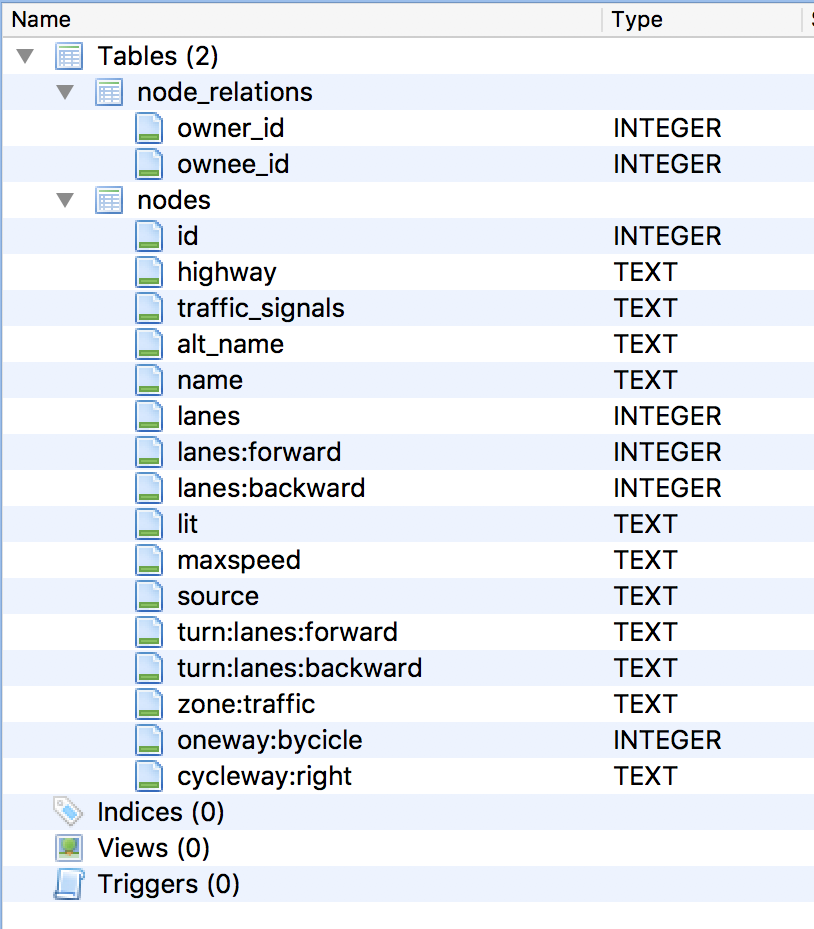 Name TYPE
Tables (2)
node_relations
owner_id INTEGER
ownee_id INTEGER
nodes
id INTEGER
highway TEXT
traffic_signals TEXT
alt_name TEXT
name TEXT
lanes INTEGER
lanes:forward INTEGER
lanes:backward INTEGER
lit TEXT
maxspeed TEXT
source TEXT
turn:lanes:forward TEXT
turn:lanes:backward TEXT
zone:traffic TEXT
oneway:bycicle INTEGER
cycleway:right TEXT
Indices (0)
Views (0)
Triggers (0)